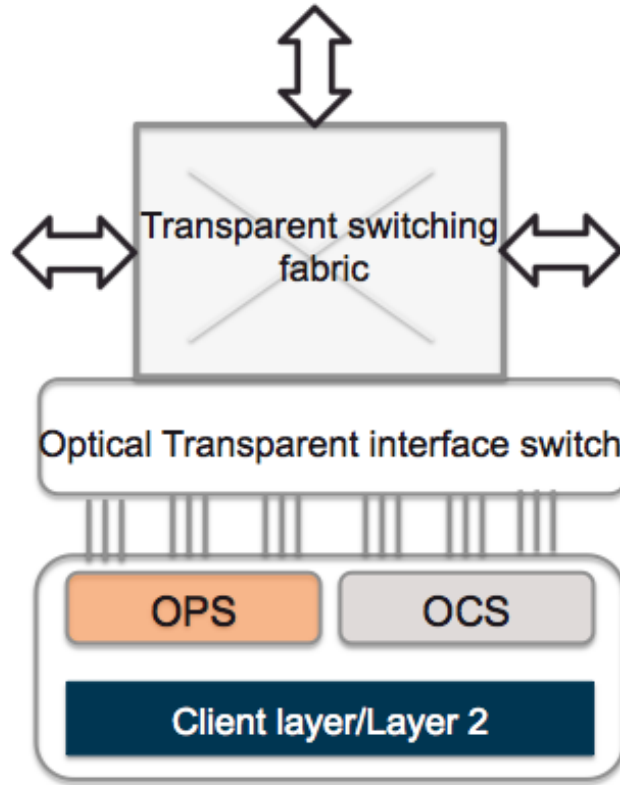 Transparent switching
fabric
Optical Transparent interface switch
OPS
OCS
Client layer/Layer 2